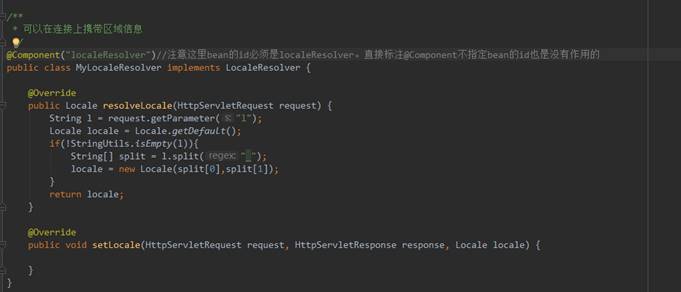 /**
 * 可以在连接上携带区域信息
 */
@Component("localeResolver")//注意这里bean的id必须是localeResolver。直接标注@Component不指定bean的id也是没有作用的
public class MyLocaleResolver implements LocaleResolver {
@Override
public Locale resolveLocale(HttpServletRequest request) {
String l = request.getParameter( s: "l");
Locale locale = Locale.getDefault();
if(!StringUtils.isEmpty(l)){
String[] split = l.split( regex: "_");
locale = new Locale(split[0],split[1]);
}
return locale;
}
@Override
public void setLocale(HttpServletRequest request, HttpServletResponse response, Locale locale) {
}
}